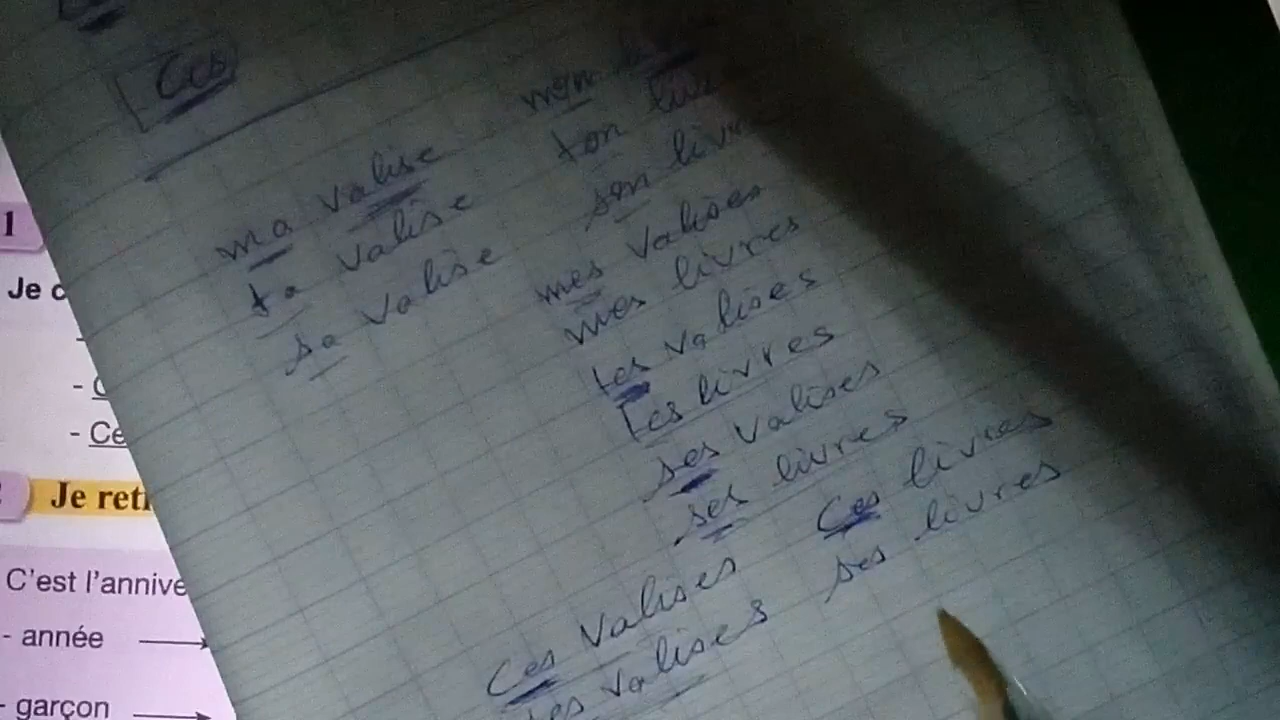 Ces
ma valise
ta valise
sa valise
mon
ton
son livre
mes valises
mes livres
tes valises
Tes livres
ses valises
ses livres
Ces valises Ces livres
ses valises ses livres
1
Je
-
-
- Ce
Je ret
C'est l'annive
- année
- garçon